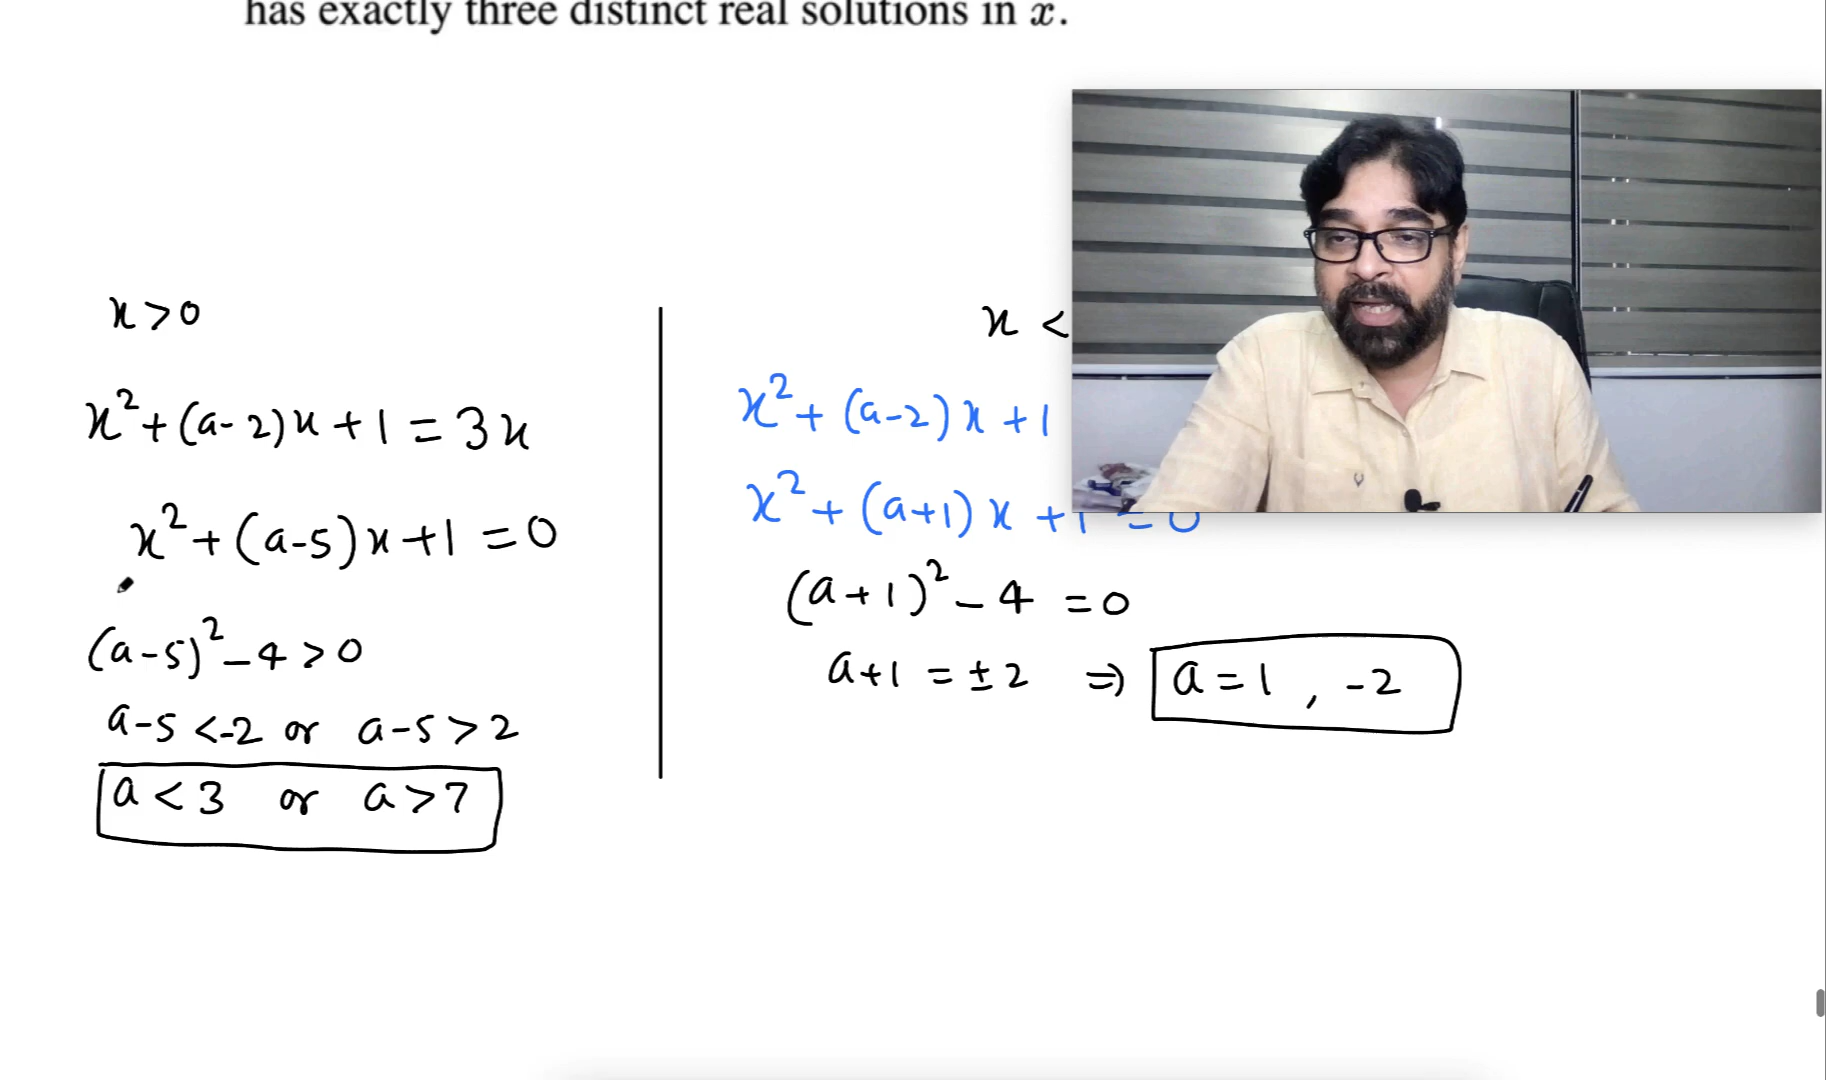 has exactly three distinct real solutions in x.
x>0
x²+(a-2)x+1=3x
x²+(a-5)x+1=0
(a-5)²-4>0
a-5<-2 or a-5>2
a<3 or a>7
x<
x²+(a-2)x+1
x²+(a+1)x+1=0
(a+1)²-4=0
a+1=±2 ⇒ a=1, -2